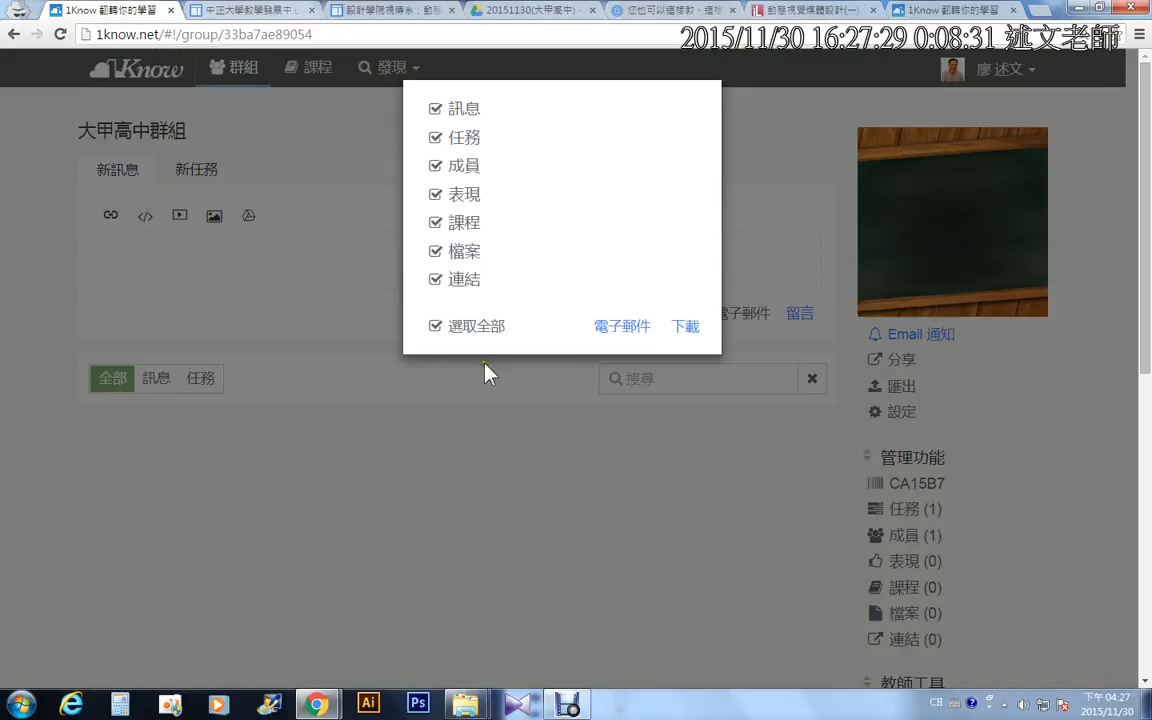 1Know 翻轉你的學習
中正大學教學發展中心
設計學院視傳系：動態
20151130(大甲高中)
您也可以這樣教，這樣
動態視覺媒體設計(一)
1Know 翻轉你的學習
1know.net/#!/group/33ba7ae89054
2015/11/30 16:27:29 0:08:31 述文老師
1Know
群組
課程
發現
廖 述文
大甲高中群組
新訊息
新任務
訊息
任務
成員
表現
課程
檔案
連結
選取全部
電子郵件
下載
電子郵件
留言
全部
訊息
任務
搜尋
Email 通知
分享
匯出
設定
管理功能
CA15B7
任務 (1)
成員 (1)
表現 (0)
課程 (0)
檔案 (0)
連結 (0)
教師工具
Ai
Ps
CH
下午 04:27
2015/11/30